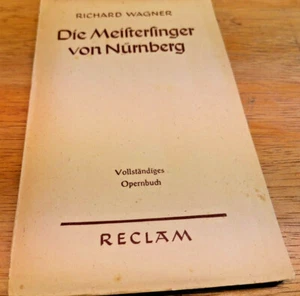 RICHARD WAGNER
Die Meiſterſinger
von Nürnberg
Vollſtändiges
Opernbuch
RECLAM